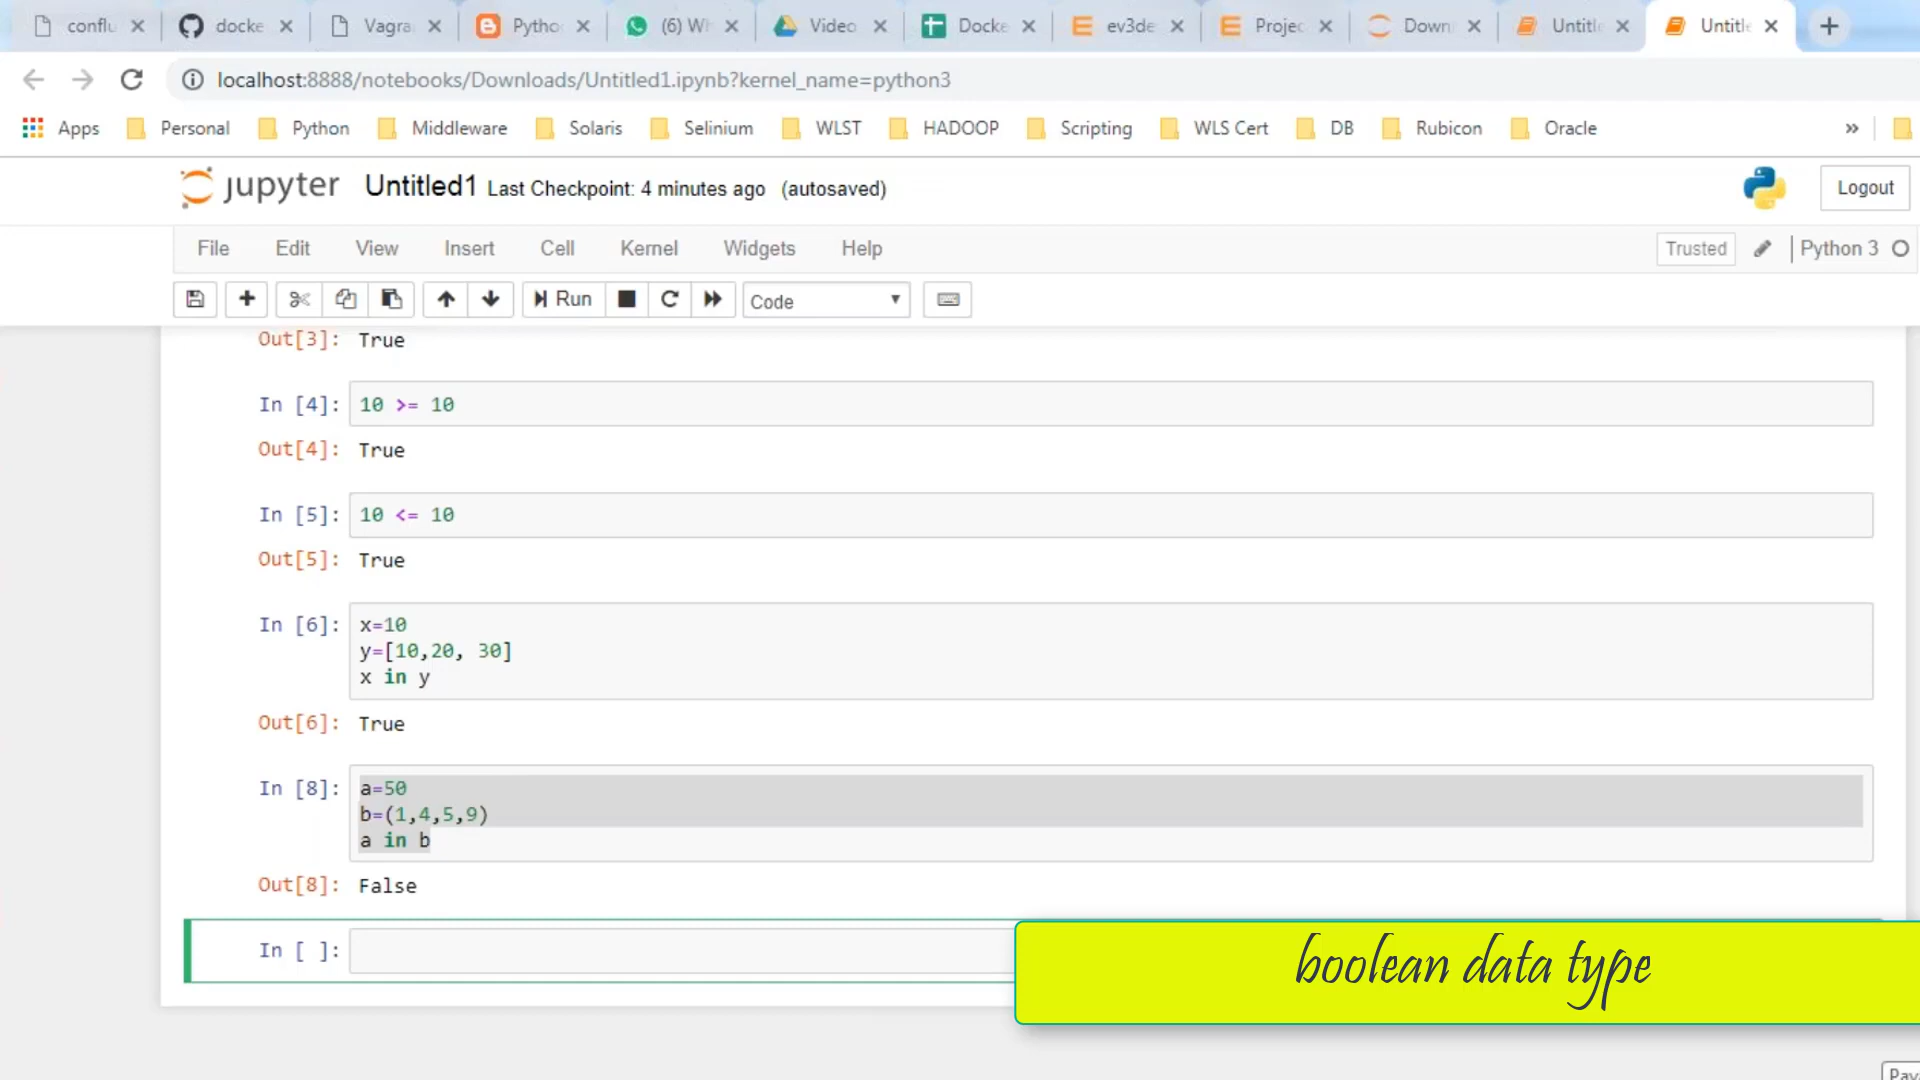 conflu
docke
Vagra
Pytho
(6) Wh
Video
Docke
ev3de
Projec
Down
Untitle
Untitle
localhost:8888/notebooks/Downloads/Untitled1.ipynb?kernel_name=python3
Apps
Personal
Python
Middleware
Solaris
Selinium
WLST
HADOOP
Scripting
WLS Cert
DB
Rubicon
Oracle
»
jupyter Untitled1 Last Checkpoint: 4 minutes ago (autosaved)
Logout
File Edit View Insert Cell Kernel Widgets Help
Trusted
Python 3
Run
Code
Out[3]: True
In [4]: 10 >= 10
Out[4]: True
In [5]: 10 <= 10
Out[5]: True
In [6]: x=10
y=[10,20, 30]
x in y
Out[6]: True
In [8]: a=50
b=(1,4,5,9)
a in b
Out[8]: False
In [ ]:
boolean data type